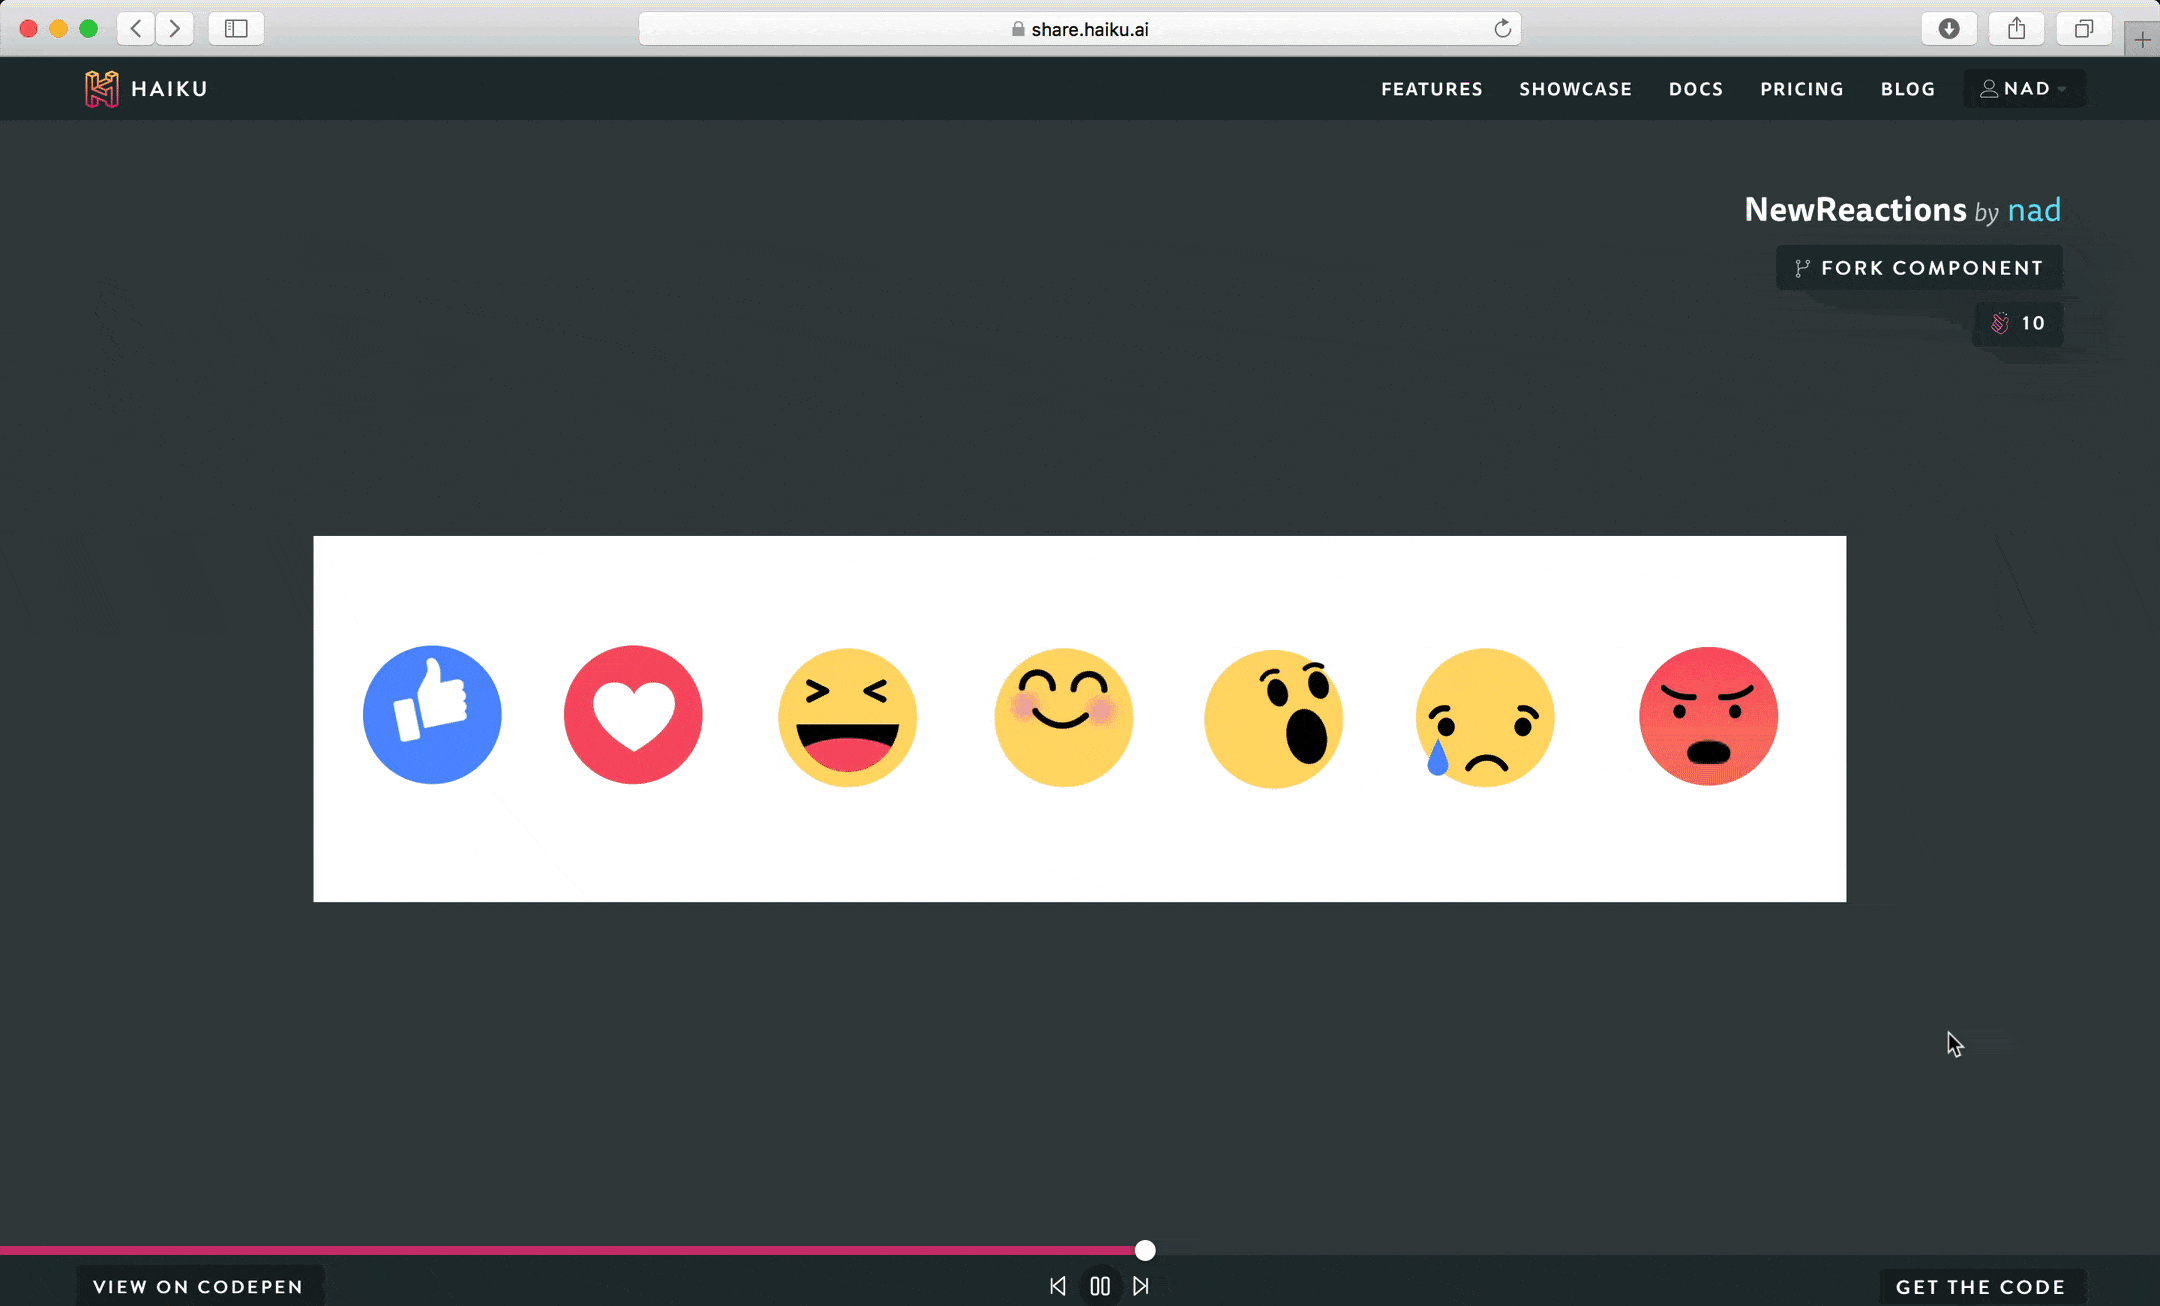 share.haiku.ai
HAIKU
FEATURES
SHOWCASE
DOCS
PRICING
BLOG
NAD
NewReactions by nad
FORK COMPONENT
10
VIEW ON CODEPEN
GET THE CODE